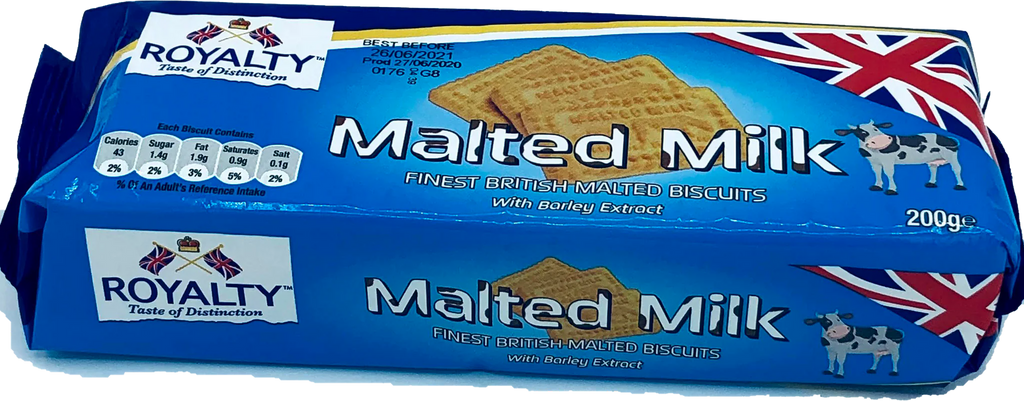 ROYALTY™
Taste of Distinction
BEST BEFORE
26/06/2021
Prod 27/06/2020
Each Biscuit Contains
Calories
43
2%
Sugar
1.4g
2%
Fat
1.9g
3%
Saturates
0.9g
5%
Salt
0.1g
2%
% Of An Adult's Reference Intake
Malted Milk
FINEST BRITISH MALTED BISCUITS
With Barley Extract
200g℮
ROYALTY™
Taste of Distinction
Malted Milk
FINEST BRITISH MALTED BISCUITS
With Barley Extract